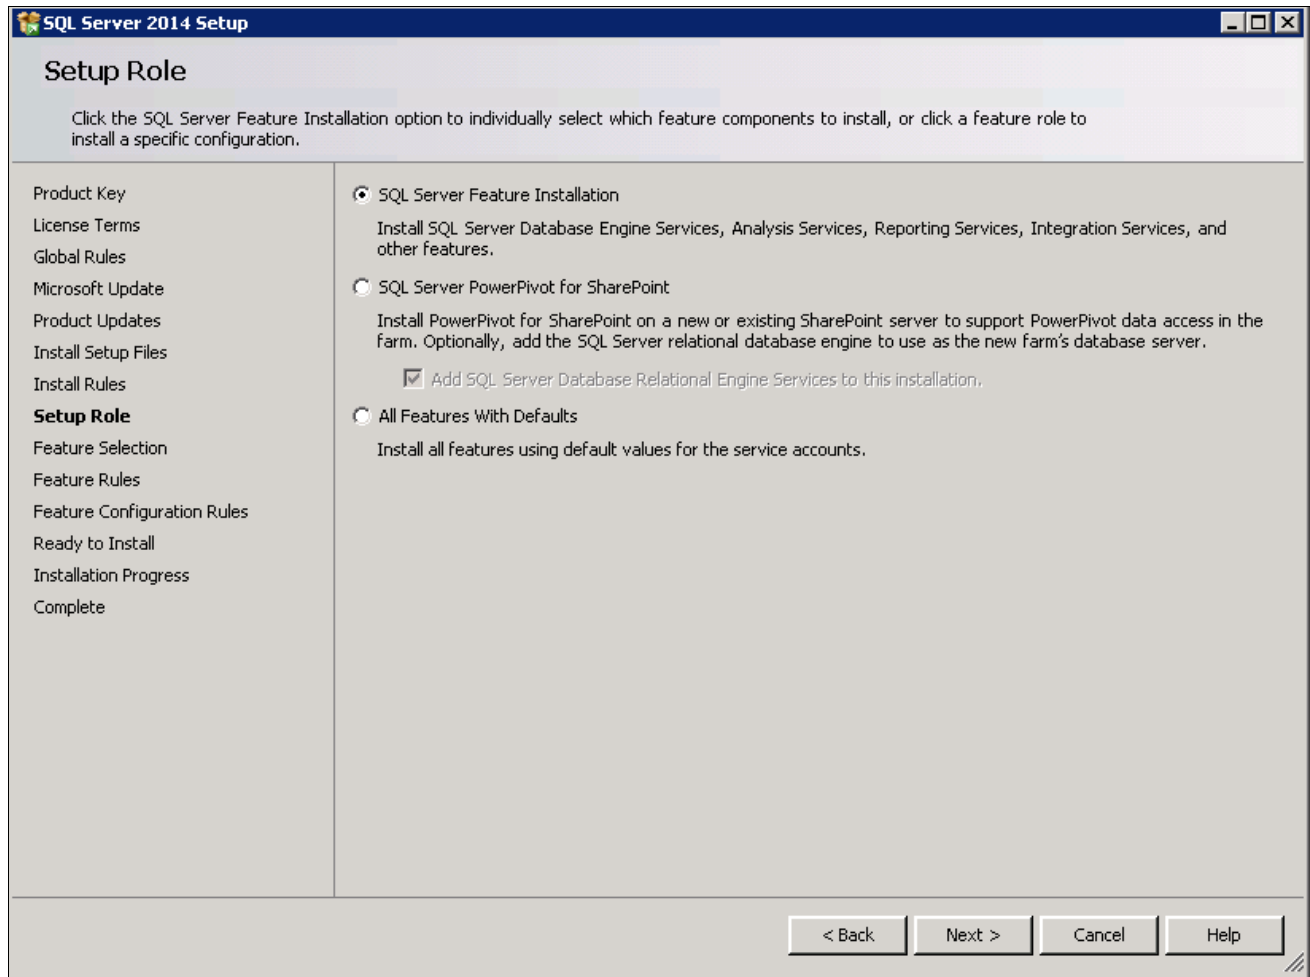 SQL Server 2014 Setup
Setup Role
Click the SQL Server Feature Installation option to individually select which feature components to install, or click a feature role to
install a specific configuration.
Product Key
License Terms
Global Rules
Microsoft Update
Product Updates
Install Setup Files
Install Rules
Setup Role
Feature Selection
Feature Rules
Feature Configuration Rules
Ready to Install
Installation Progress
Complete
SQL Server Feature Installation
Install SQL Server Database Engine Services, Analysis Services, Reporting Services, Integration Services, and
other features.
SQL Server PowerPivot for SharePoint
Install PowerPivot for SharePoint on a new or existing SharePoint server to support PowerPivot data access in the
farm. Optionally, add the SQL Server relational database engine to use as the new farm's database server.
Add SQL Server Database Relational Engine Services to this installation.
All Features With Defaults
Install all features using default values for the service accounts.
< Back
Next >
Cancel
Help